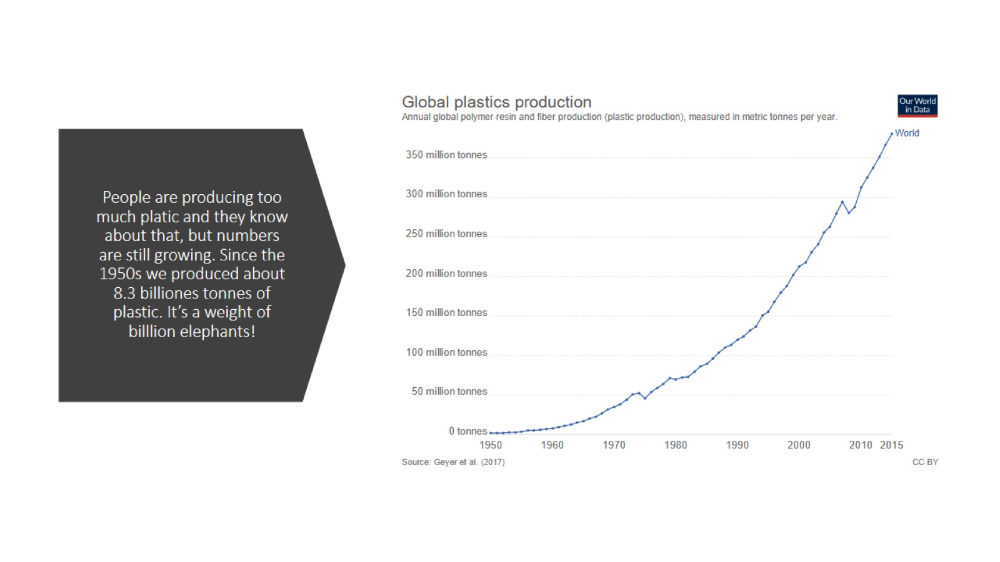 People are producing too
much platic and they know
about that, but numbers
are still growing. Since the
1950s we produced about
8.3 billiones tonnes of
plastic. It’s a weight of
billlion elephants!
Global plastics production
Annual global polymer resin and fiber production (plastic production), measured in metric tonnes per year.
Our World
in Data
World
350 million tonnes
300 million tonnes
250 million tonnes
200 million tonnes
150 million tonnes
100 million tonnes
50 million tonnes
0 tonnes
1950 1960 1970 1980 1990 2000 2010 2015
Source: Geyer et al. (2017)
CC BY